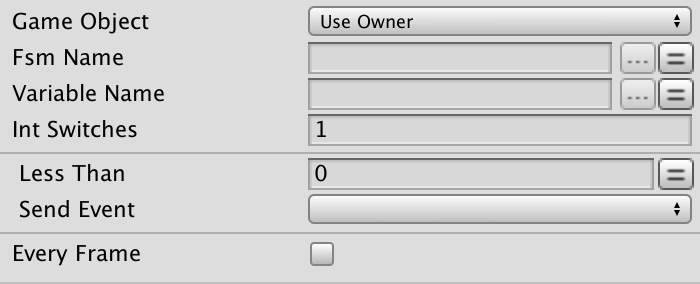 Game Object Use Owner
Fsm Name ... =
Variable Name ... =
Int Switches 1
Less Than 0 =
Send Event
Every Frame